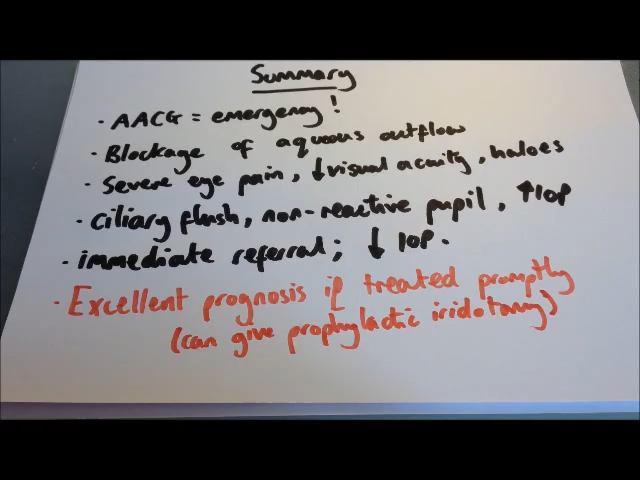 Summary
· AACG = emergency!
· Blockage of aqueous outflow
· Severe eye pain, ↓visual acuity, haloes
· ciliary flush, non-reactive pupil, ↑IOP
· immediate referral; ↓ IOP.
· Excellent prognosis if treated promptly
(can give prophylactic iridotomy)